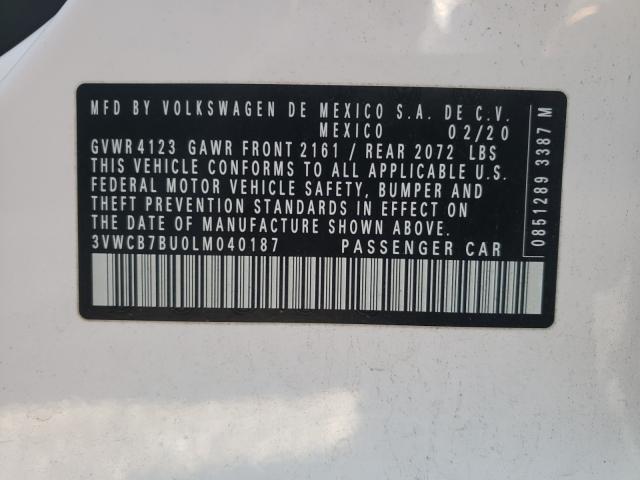 MFD BY VOLKSWAGEN DE MEXICO S.A. DE C.V.
MEXICO 02/20
GVWR 4123 GAWR FRONT 2161 / REAR 2072 LBS
THIS VEHICLE CONFORMS TO ALL APPLICABLE U.S.
FEDERAL MOTOR VEHICLE SAFETY, BUMPER AND
THEFT PREVENTION STANDARDS IN EFFECT ON
THE DATE OF MANUFACTURE SHOWN ABOVE.
3VWCB7BU0LM040187 PASSENGER CAR
0851289 3387 M